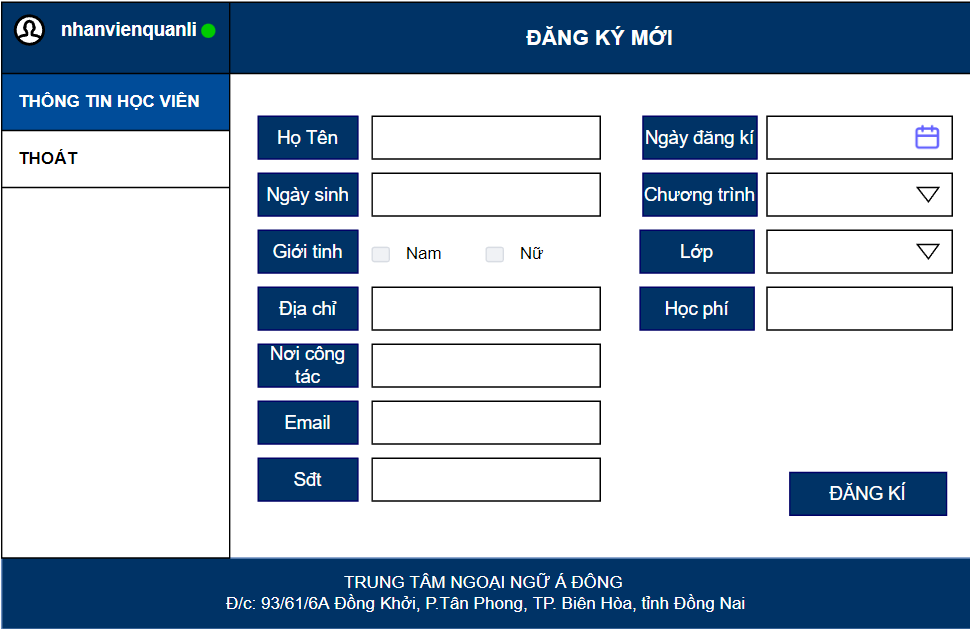 nhanvienquanli
ĐĂNG KÝ MỚI
THÔNG TIN HỌC VIÊN
THOÁT
Họ Tên
Ngày đăng kí
Ngày sinh
Chương trình
Giới tinh
Nam
Nữ
Lớp
Địa chỉ
Học phí
Nơi công
tác
Email
Sđt
ĐĂNG KÍ
TRUNG TÂM NGOẠI NGỮ Á ĐÔNG
Đ/c: 93/61/6A Đồng Khởi, P.Tân Phong, TP. Biên Hòa, tỉnh Đồng Nai